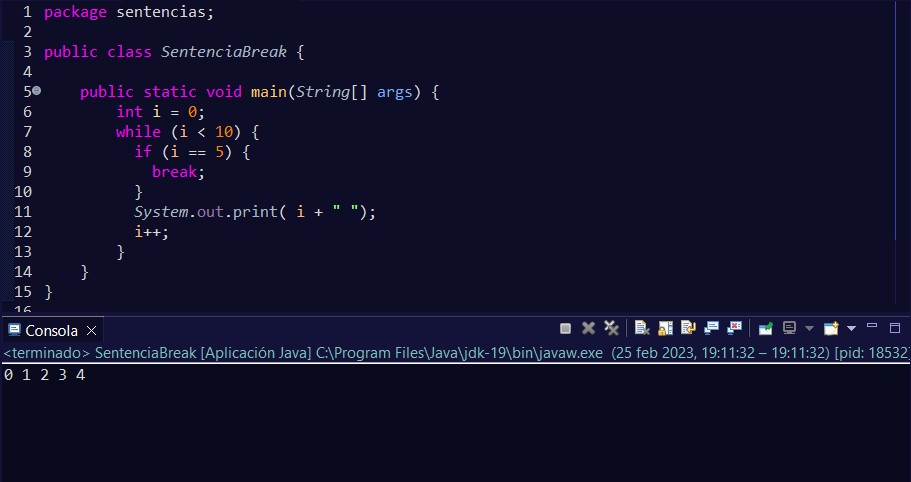 1 package sentencias;
2
3 public class SentenciaBreak {
4
5 public static void main(String[] args) {
6 int i = 0;
7 while (i < 10) {
8 if (i == 5) {
9 break;
10 }
11 System.out.print( i + " ");
12 i++;
13 }
14 }
15 }
16
Consola
<terminado> SentenciaBreak [Aplicación Java] C:\Program Files\Java\jdk-19\bin\javaw.exe (25 feb 2023, 19:11:32 – 19:11:32) [pid: 18532]
0 1 2 3 4